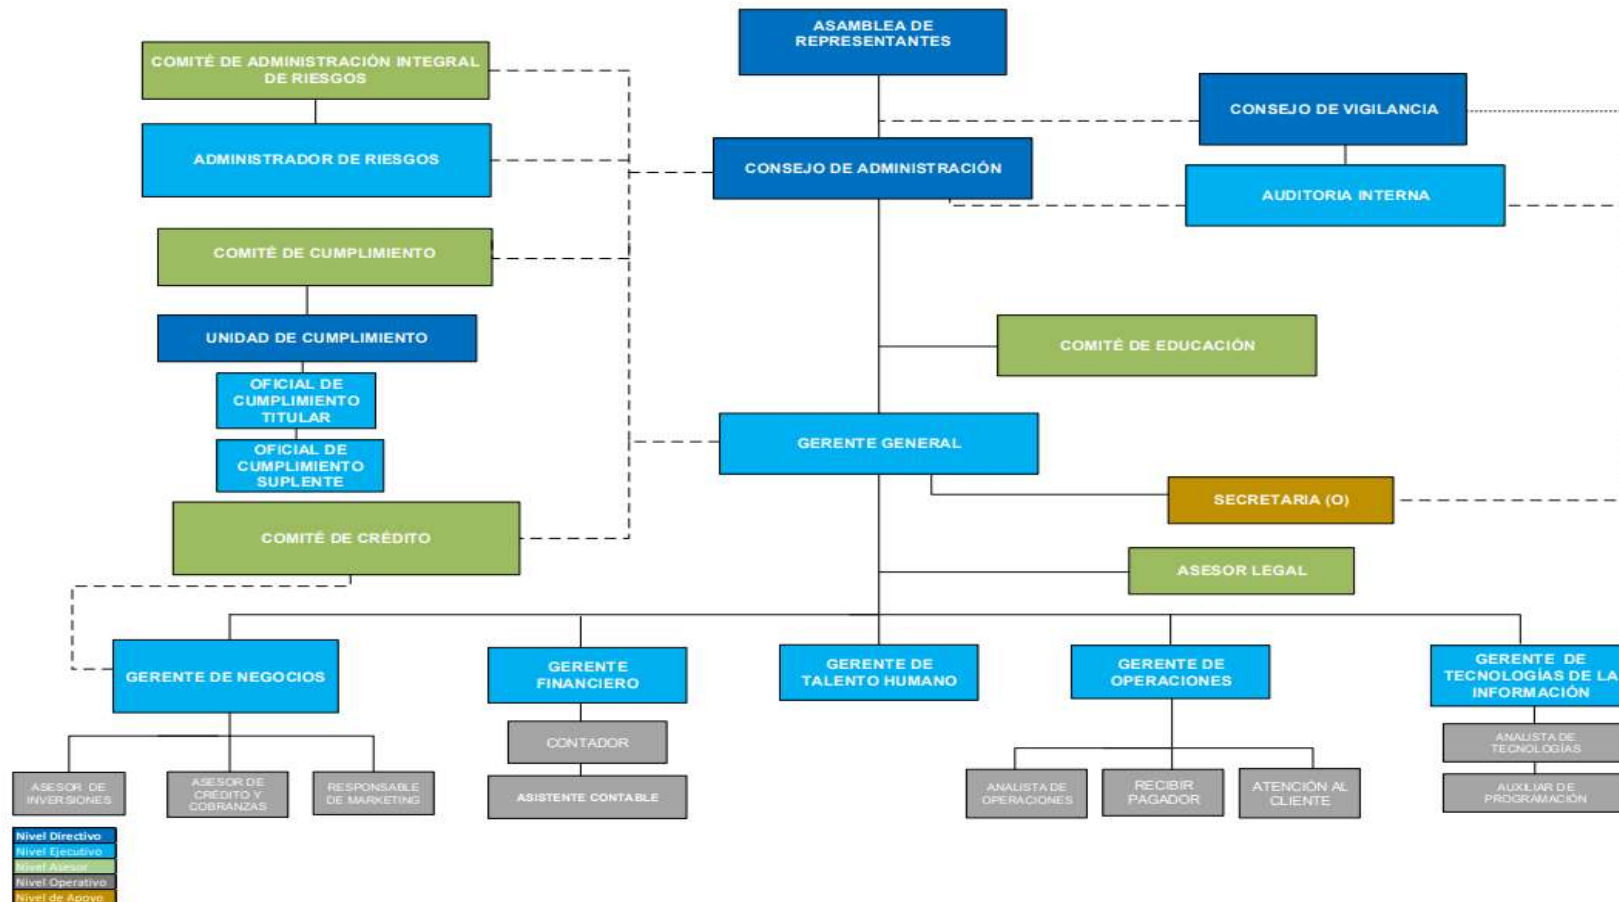 ASAMBLEA DE
REPRESENTANTES
COMITÉ DE ADMINISTRACIÓN INTEGRAL
DE RIESGOS
CONSEJO DE VIGILANCIA
ADMINISTRADOR DE RIESGOS
CONSEJO DE ADMINISTRACIÓN
AUDITORIA INTERNA
COMITÉ DE CUMPLIMIENTO
UNIDAD DE CUMPLIMIENTO
COMITÉ DE EDUCACIÓN
OFICIAL DE
CUMPLIMIENTO
TITULAR
OFICIAL DE
CUMPLIMIENTO
SUPLENTE
GERENTE GENERAL
SECRETARIA (O)
COMITÉ DE CRÉDITO
ASESOR LEGAL
GERENTE DE NEGOCIOS
GERENTE
FINANCIERO
GERENTE DE
TALENTO HUMANO
GERENTE DE
OPERACIONES
GERENTE DE
TECNOLOGÍAS DE LA
INFORMACIÓN
CONTADOR
ANALISTA DE
TECNOLOGÍAS
ASESOR DE
INVERSIONES
ASESOR DE
CRÉDITO Y
COBRANZAS
RESPONSABLE
DE MARKETING
ASISTENTE CONTABLE
ANALISTA DE
OPERACIONES
RECIBIR
PAGADOR
ATENCIÓN AL
CLIENTE
AUXILIAR DE
PROGRAMACIÓN
Nivel Directivo
Nivel Ejecutivo
Nivel Asesor
Nivel Operativo
Nivel de Apoyo